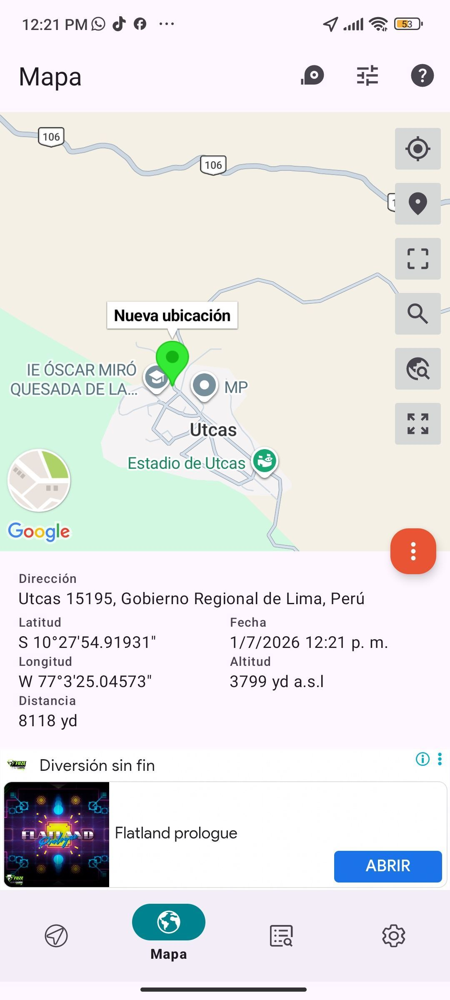 12:21 PM
53
Mapa
106
106
1
Nueva ubicación
IE ÓSCAR MIRÓ
QUESADA DE LA...
MP
Utcas
Estadio de Utcas
Google
Dirección
Utcas 15195, Gobierno Regional de Lima, Perú
Latitud
S 10°27'54.91931"
Fecha
1/7/2026 12:21 p. m.
Longitud
W 77°3'25.04573"
Altitud
3799 yd a.s.l
Distancia
8118 yd
FUZE
Diversión sin fin
FLATLAND
Prologue
FUZE
Flatland prologue
ABRIR
Mapa